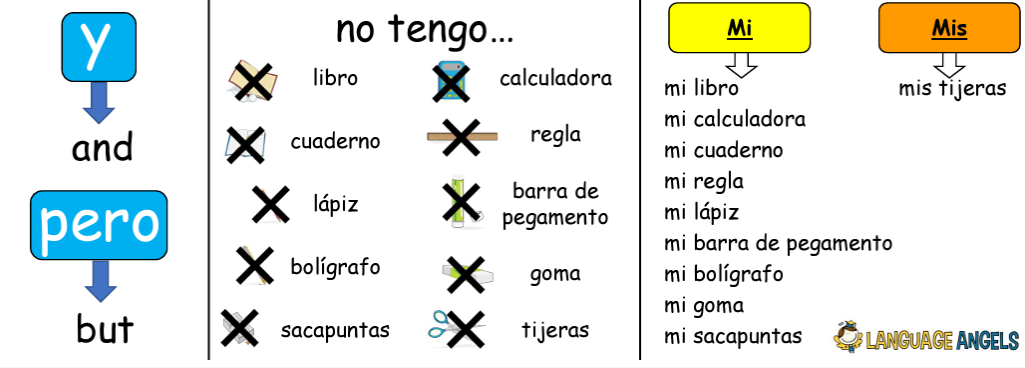 y
and
pero
but
no tengo...
libro
calculadora
cuaderno
regla
lápiz
barra de
pegamento
bolígrafo
goma
sacapuntas
tijeras
Mi
mi libro
mi calculadora
mi cuaderno
mi regla
mi lápiz
mi barra de pegamento
mi bolígrafo
mi goma
mi sacapuntas
Mis
mis tijeras
LANGUAGE ANGELS